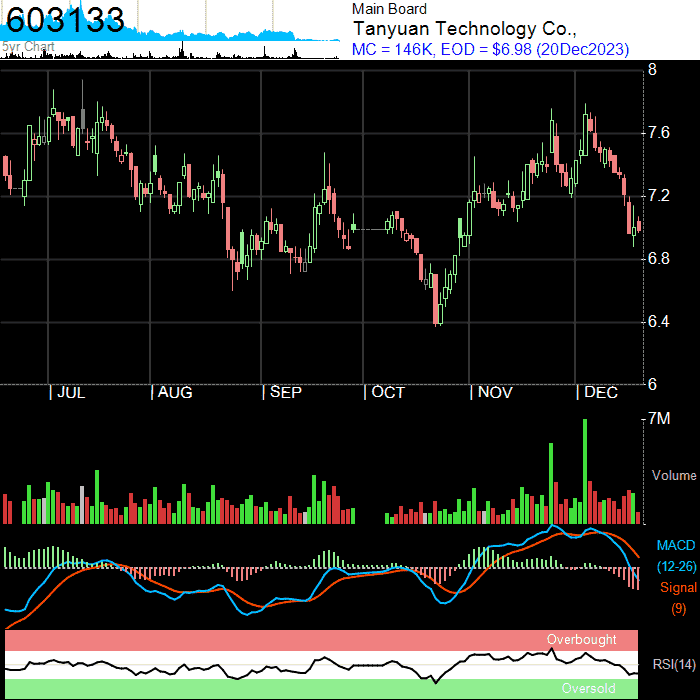 603133
5yr Chart
Main Board
Tanyuan Technology Co.,
MC = 146K, EOD = $6.98 (20Dec2023)
8
7.6
7.2
6.8
6.4
6
JUL
AUG
SEP
OCT
NOV
DEC
7M
Volume
MACD
(12-26)
Signal
(9)
Overbought
RSI(14)
Oversold